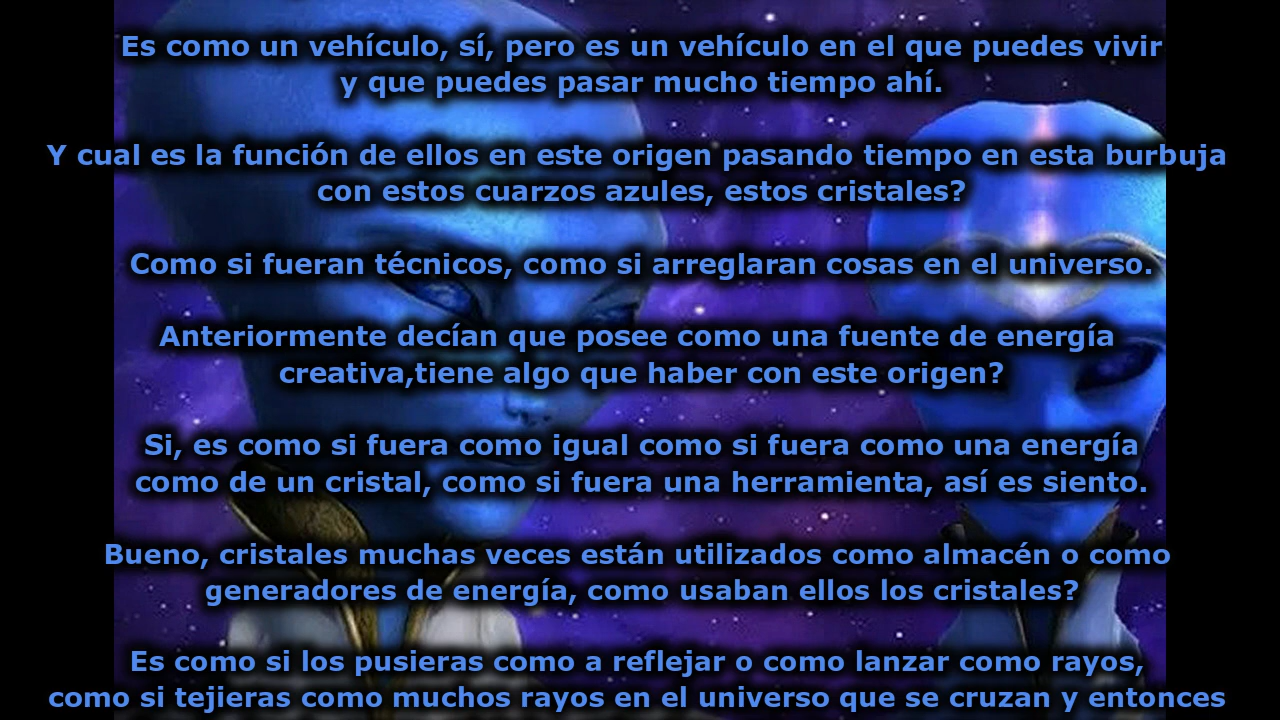 Es como un vehículo, sí, pero es un vehículo en el que puedes vivir
y que puedes pasar mucho tiempo ahí.
Y cual es la función de ellos en este origen pasando tiempo en esta burbuja
con estos cuarzos azules, estos cristales?
Como si fueran técnicos, como si arreglaran cosas en el universo.
Anteriormente decían que posee como una fuente de energía
creativa,tiene algo que haber con este origen?
Si, es como si fuera como igual como si fuera como una energía
como de un cristal, como si fuera una herramienta, así es siento.
Bueno, cristales muchas veces están utilizados como almacén o como
generadores de energía, como usaban ellos los cristales?
Es como si los pusieras como a reflejar o como lanzar como rayos,
como si tejieras como muchos rayos en el universo que se cruzan y entonces